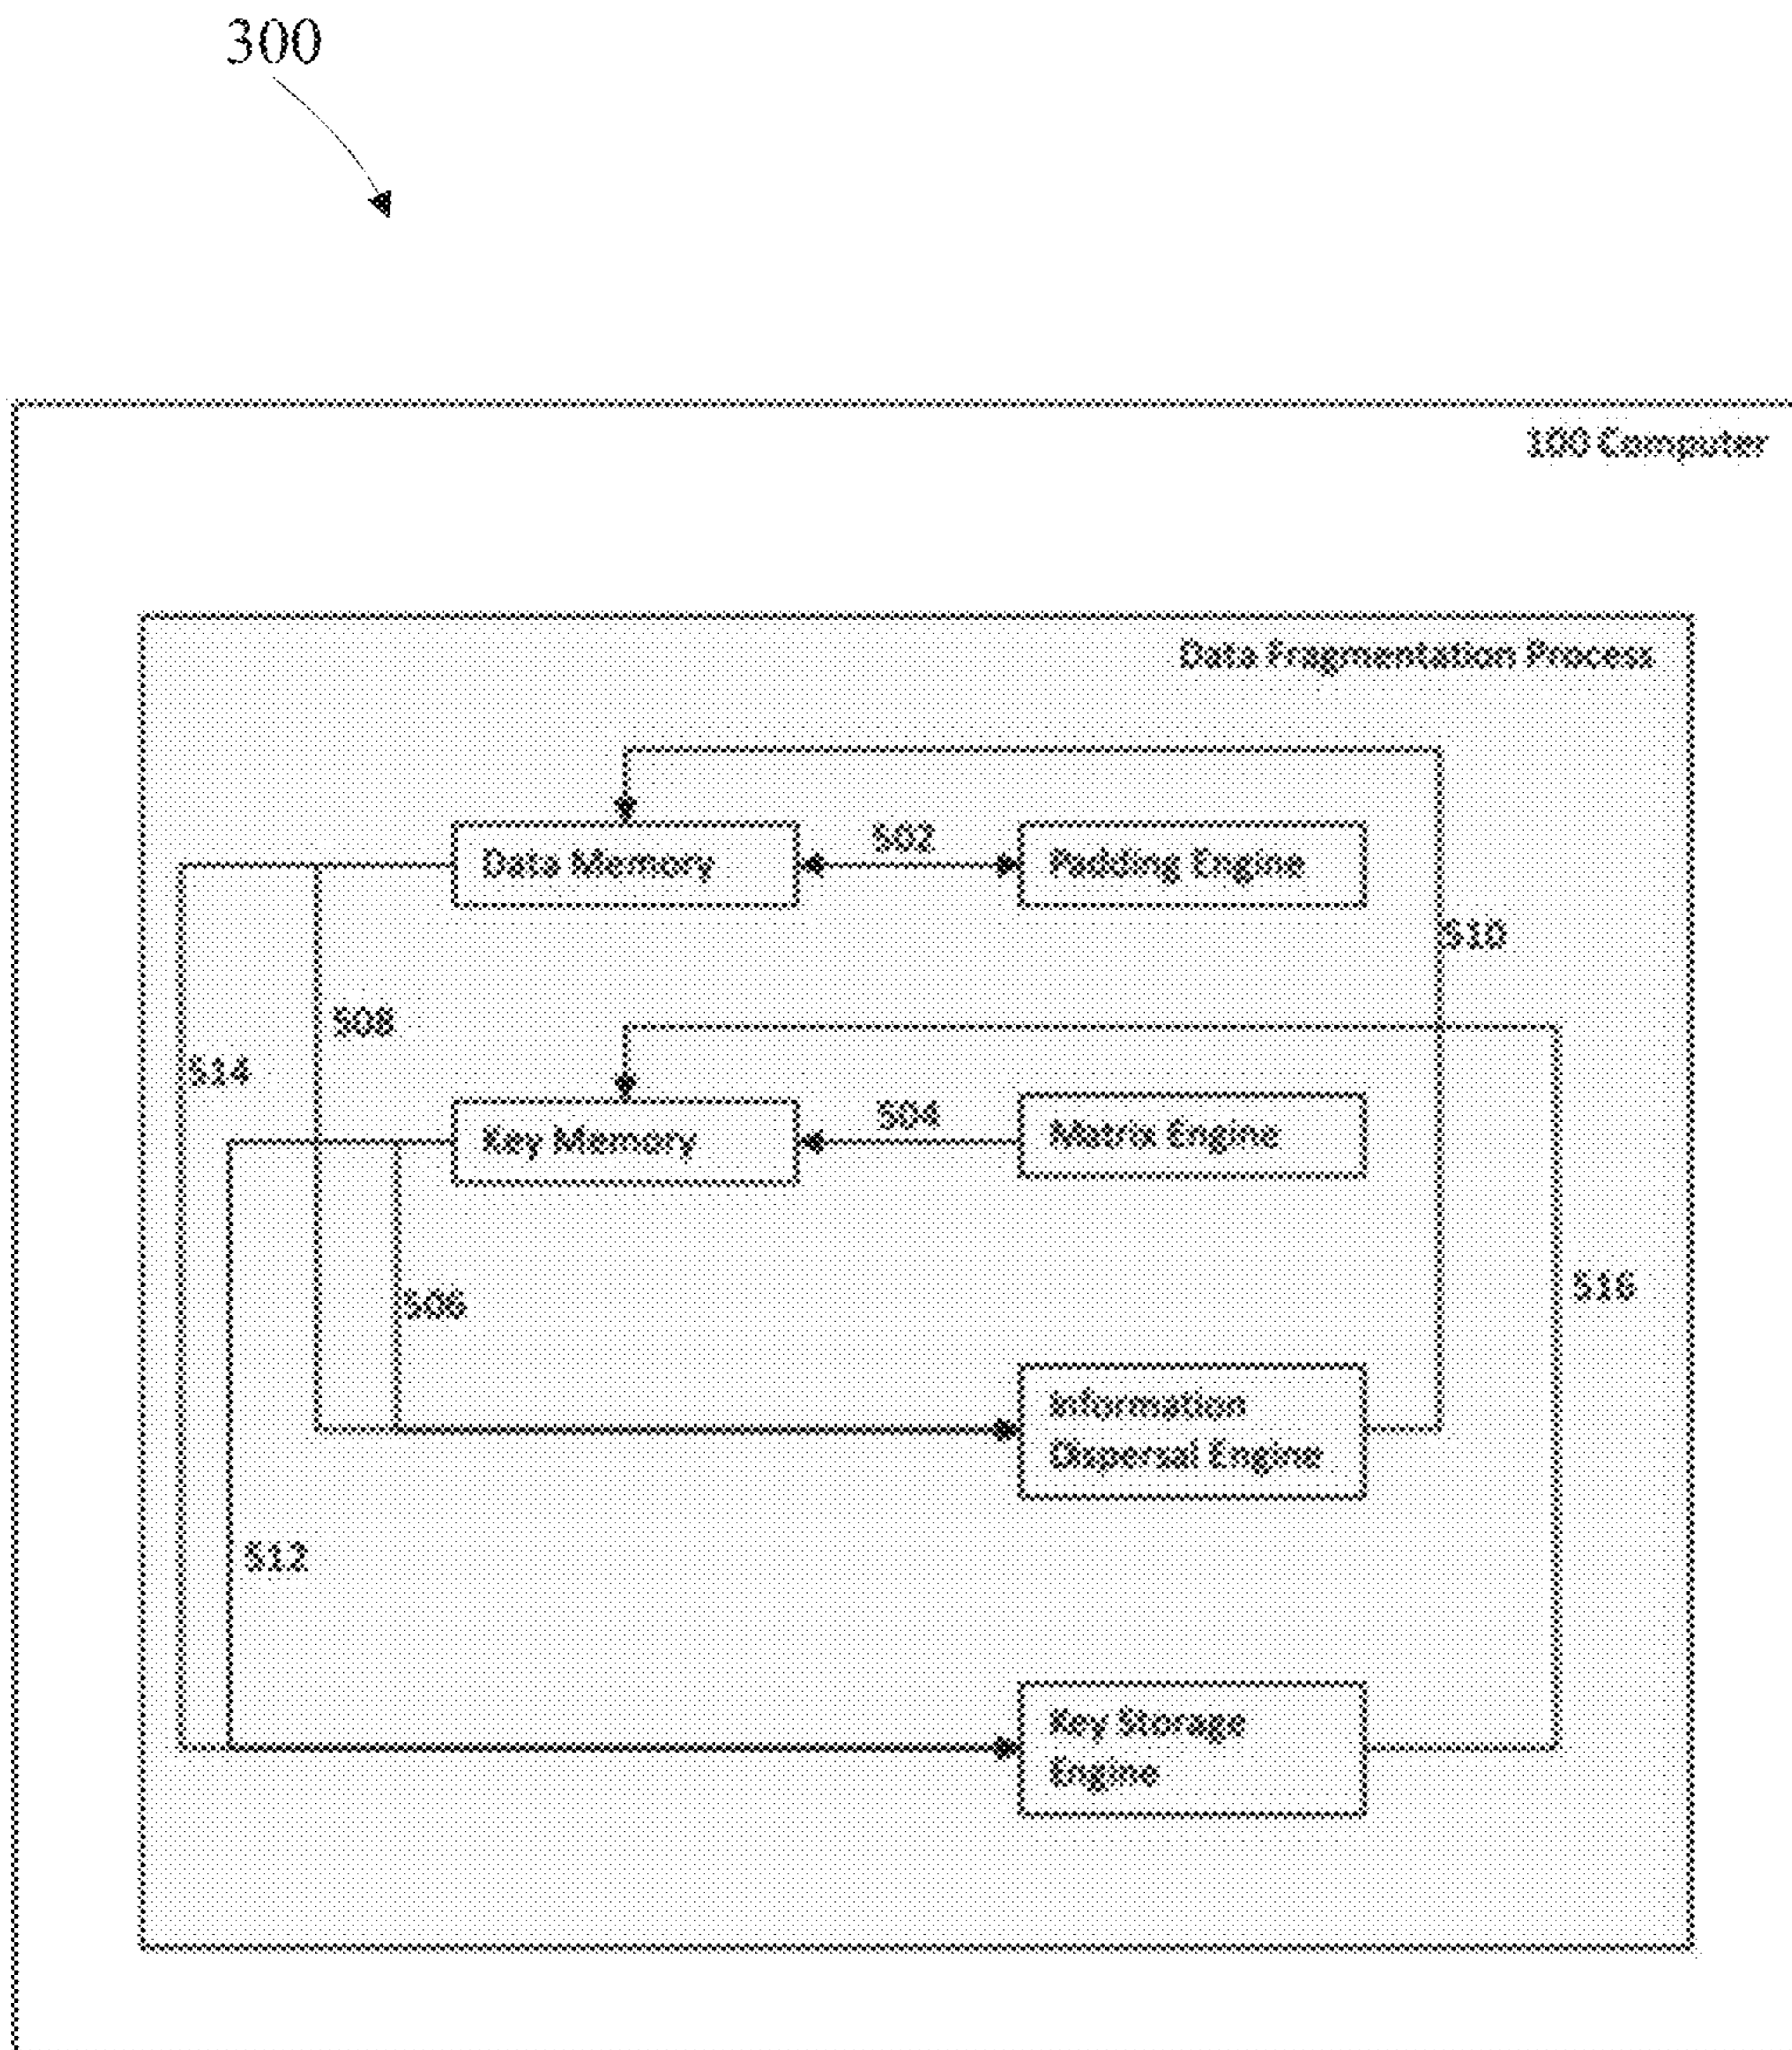 300
100 Computer
Data Fragmentation Process
502
Data Memory
Padding Engine
510
508
514
504
Key Memory
Matrix Engine
506
516
Information
Dispersal Engine
512
Key Storage
Engine